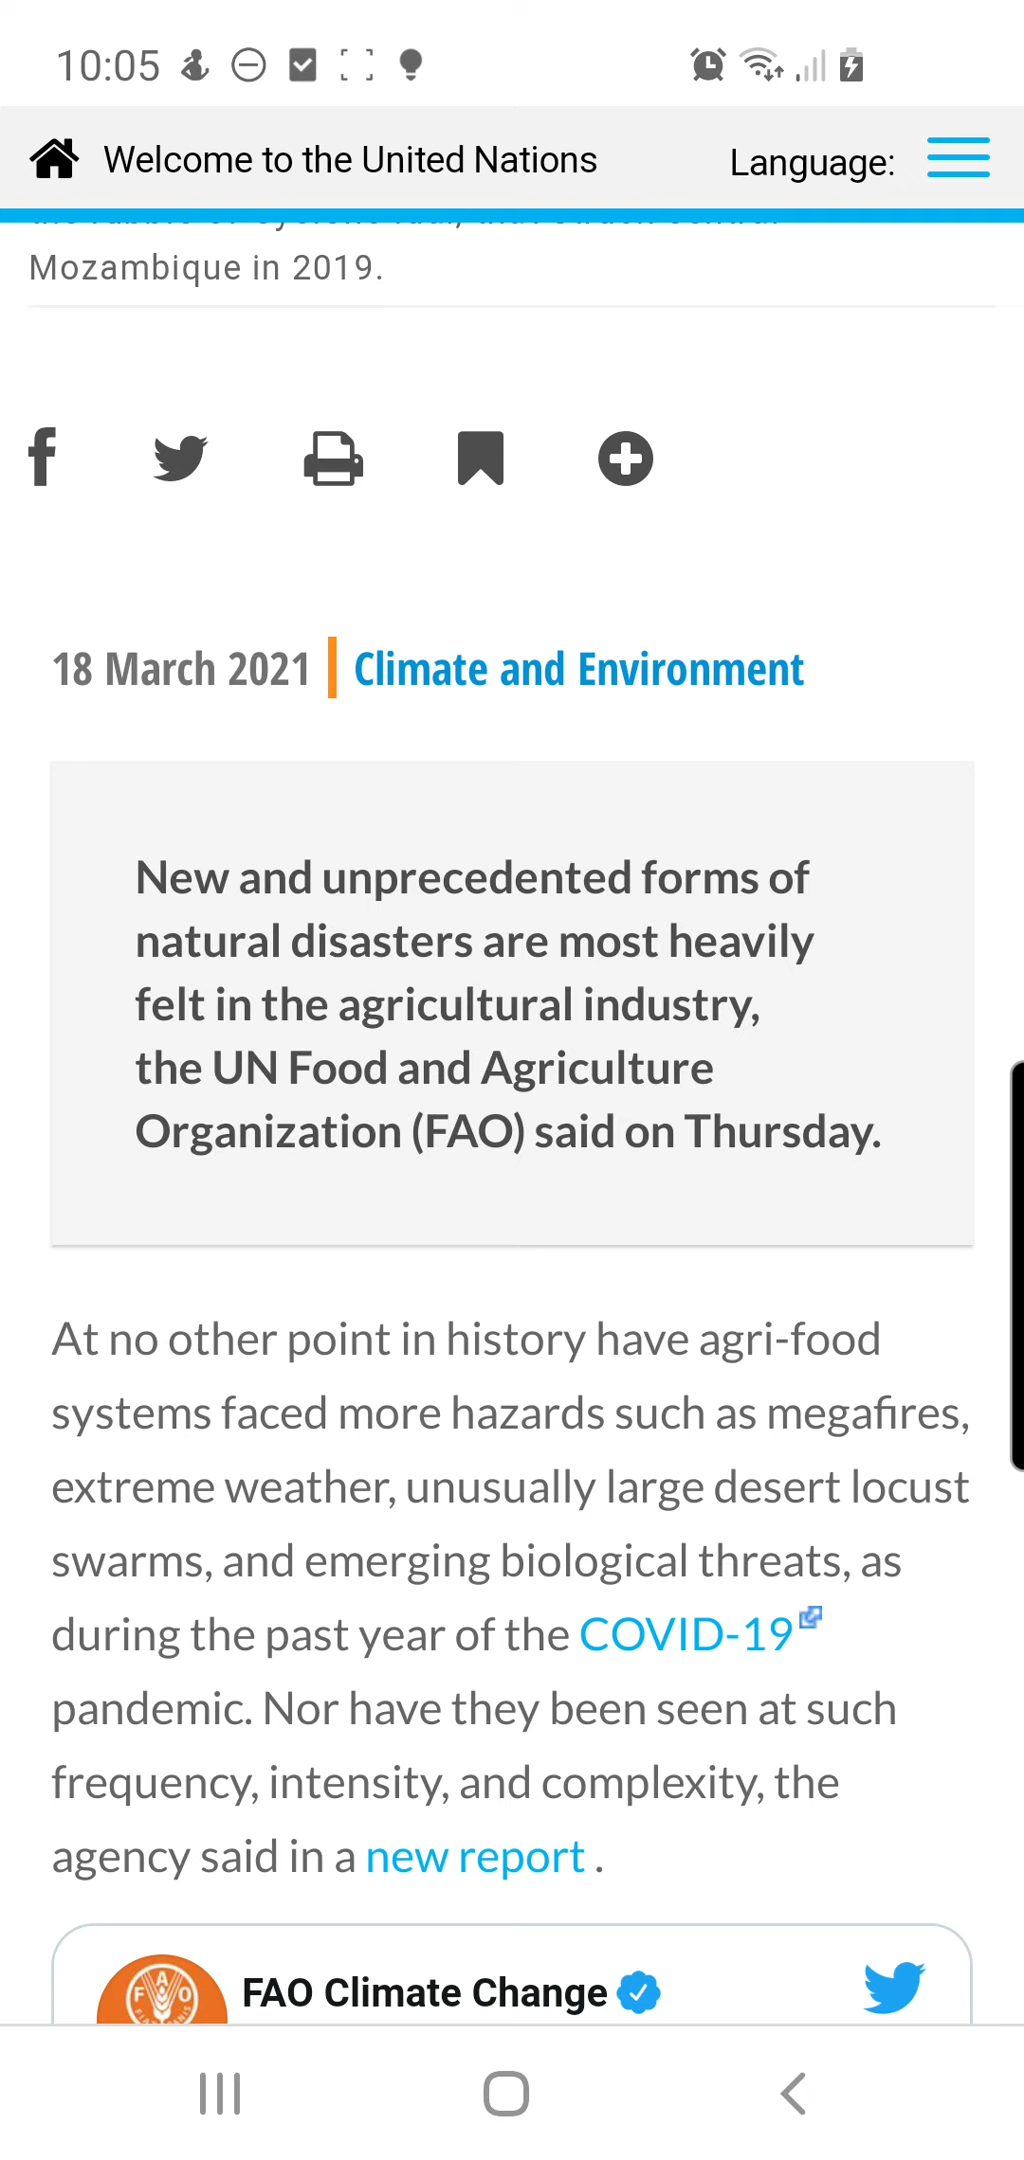 10:05
Welcome to the United Nations
Language:
Mozambique in 2019.
18 March 2021
Climate and Environment
New and unprecedented forms of
natural disasters are most heavily
felt in the agricultural industry,
the UN Food and Agriculture
Organization (FAO) said on Thursday.
At no other point in history have agri-food
systems faced more hazards such as megafires,
extreme weather, unusually large desert locust
swarms, and emerging biological threats, as
during the past year of the COVID-19
pandemic. Nor have they been seen at such
frequency, intensity, and complexity, the
agency said in a new report .
F A O
FAO Climate Change